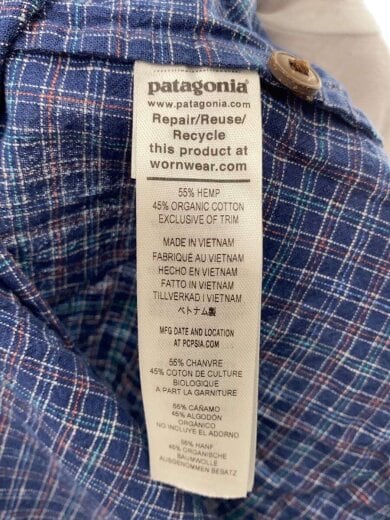 patagonia®
www.patagonia.com
Repair/Reuse/
Recycle
this product at
wornwear.com
55% HEMP
45% ORGANIC COTTON
EXCLUSIVE OF TRIM
MADE IN VIETNAM
FABRIQUÉ AU VIETNAM
HECHO EN VIETNAM
FATTO IN VIETNAM
TILLVERKAD I VIETNAM
ベトナム製
MFG DATE AND LOCATION
AT PCPSIA.COM
55% CHANVRE
45% COTON DE CULTURE
BIOLOGIQUE
A PART LA GARNITURE
55% CAÑAMO
45% ALGODÓN
ORGÁNICO
NO INCLUYE EL ADORNO
55% HANF
45% ORGANISCHE
BAUMWOLLE
AUSGENOMMEN BESATZ